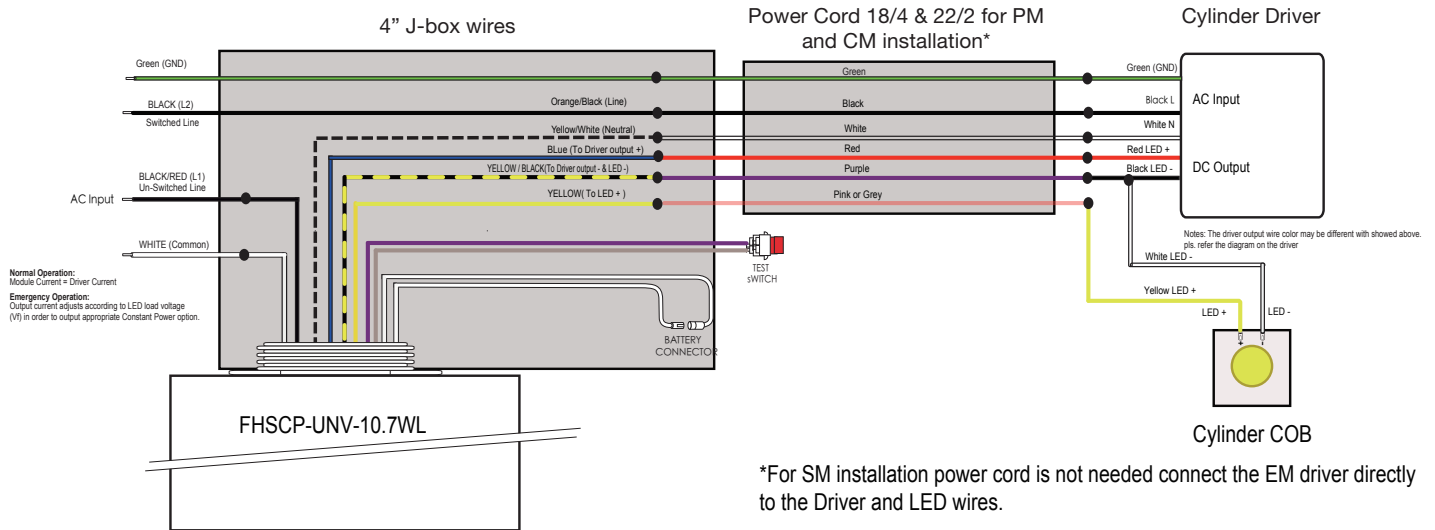 4” J-box wires
Power Cord 18/4 & 22/2 for PM
and CM installation*
Cylinder Driver
Green (GND)
BLACK (L2)
Switched Line
BLACK/RED (L1)
Un-Switched Line
AC Input
WHITE (Common)
Normal Operation:
Module Current = Driver Current
Emergency Operation:
Output current adjusts according to LED load voltage
(Vf) in order to output appropriate Constant Power option.
Orange/Black (Line)
Yellow/White (Neutral)
BLue (To Driver output +)
YELLOW / BLACK(To Driver output - & LED -)
YELLOW( To LED + )
TEST
sWITCH
BATTERY
CONNECTOR
FHSCP-UNV-10.7WL
Green
Black
White
Red
Purple
Pink or Grey
Green (GND)
Black L
White N
Red LED +
Black LED -
AC Input
DC Output
Notes: The driver output wire color may be different with showed above.
pls. refer the diagram on the driver
White LED -
Yellow LED +
LED +
LED -
+
-
Cylinder COB
*For SM installation power cord is not needed connect the EM driver directly
to the Driver and LED wires.